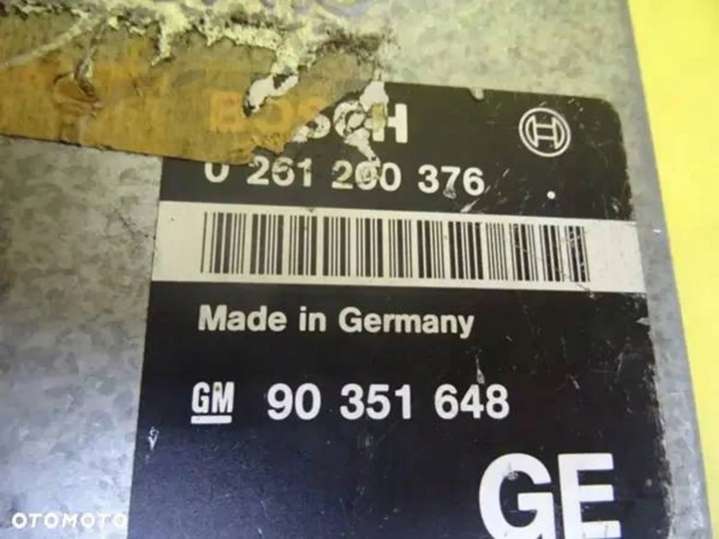 BOSCH
0 261 200 376
Made in Germany
GM 90 351 648
GE
OTOMOTO